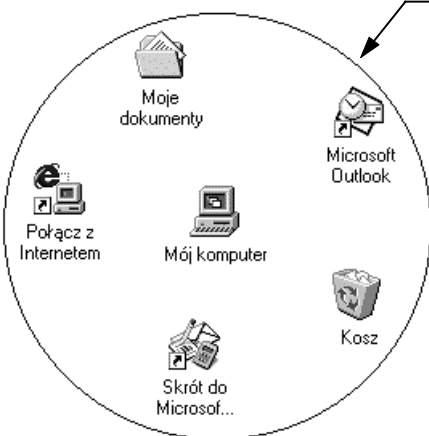 Moje
dokumenty
Microsoft
Outlook
Połącz z
Internetem
Mój komputer
Kosz
Skrót do
Microsof...